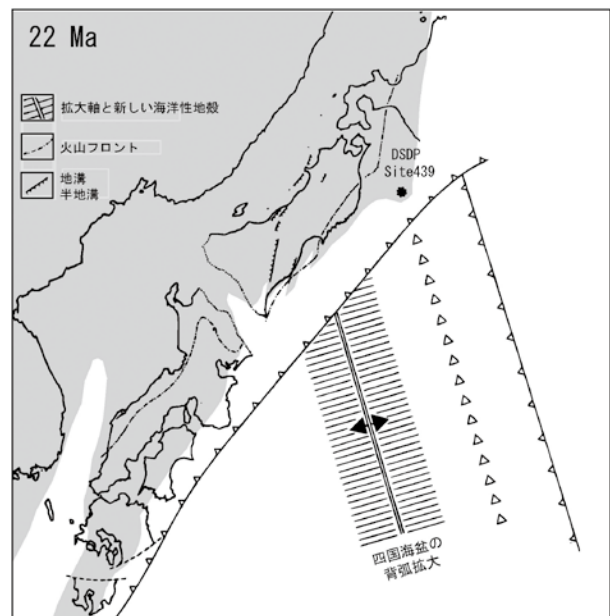 22 Ma
拡大軸と新しい海洋性地殻
火山フロント
地溝
半地溝
DSDP
Site439
四国海盆の
背弧拡大